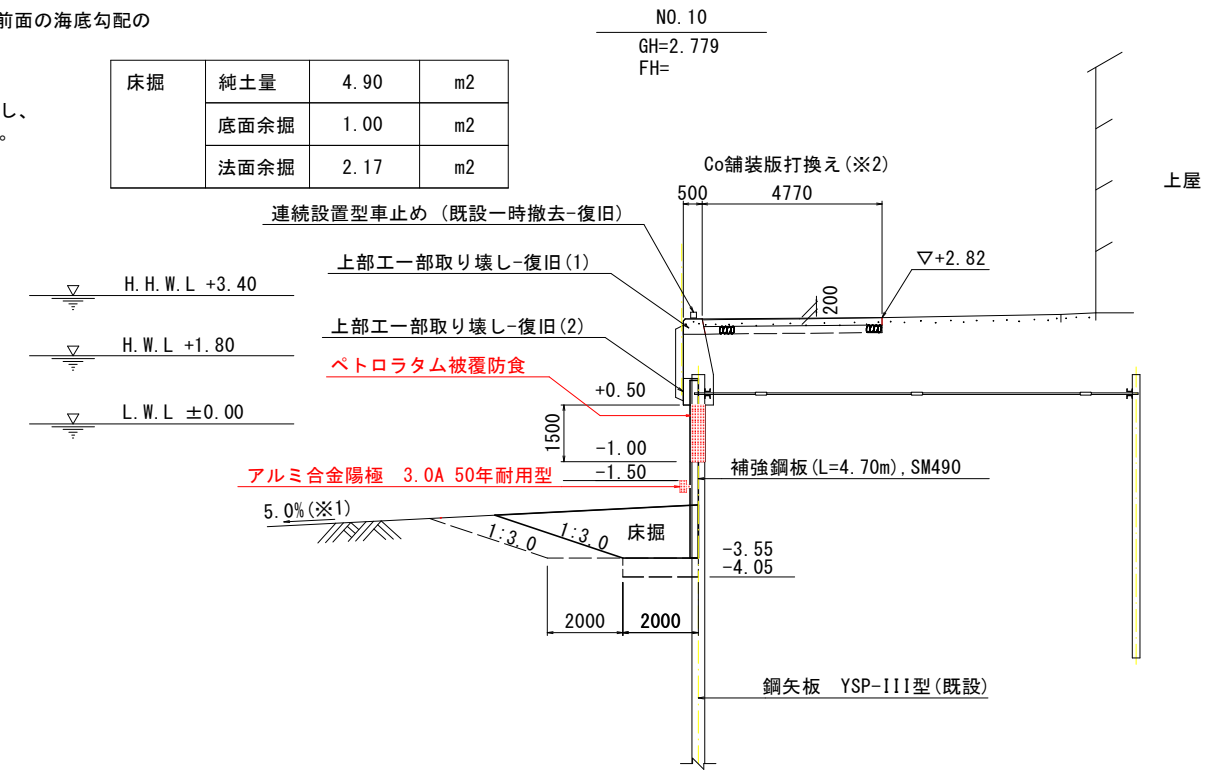 前面の海底勾配の
し、
。
NO. 10
GH=2.779
FH=
床掘 純土量 4.90 m2
底面余掘 1.00 m2
法面余掘 2.17 m2
Co舗装版打換え(※2)
500 4770
上屋
連続設置型車止め (既設一時撤去-復旧)
▽+2.82
上部工一部取り壊し-復旧(1)
200
H.H.W.L +3.40
上部工一部取り壊し-復旧(2)
H.W.L +1.80
ペトロラタム被覆防食
+0.50
L.W.L ±0.00
1500
-1.00
補強鋼板(L=4.70m),SM490
アルミ合金陽極 3.0A 50年耐用型
-1.50
5.0%(※1)
1:3.0
1:3.0
床掘
-3.55
-4.05
2000 2000
鋼矢板 YSP-III型(既設)